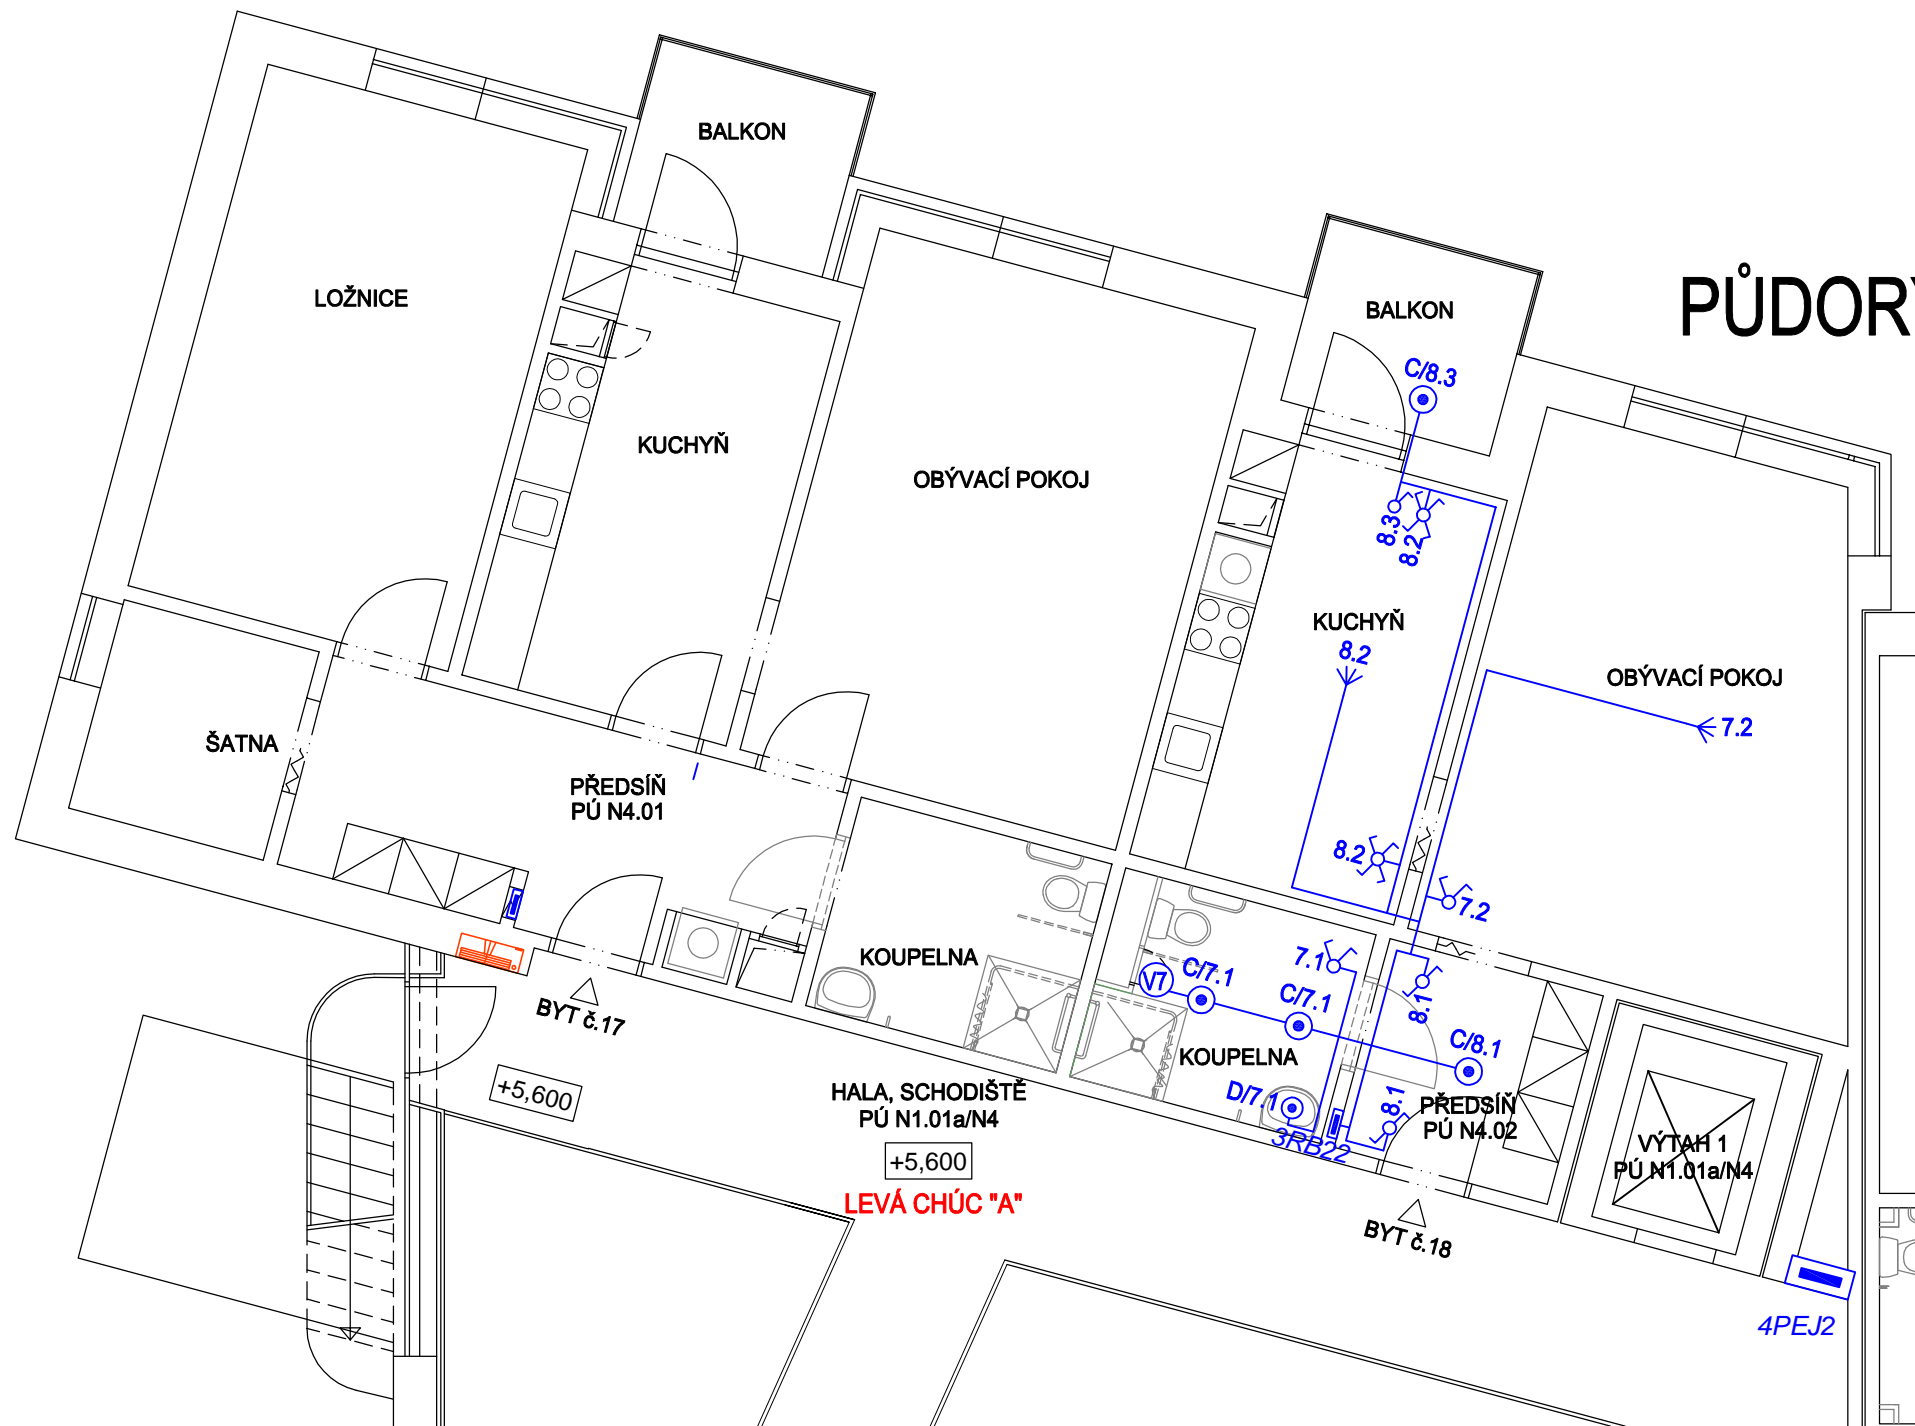 BALKON
LOŽNICE
BALKON
PŮDORY
C/8.3
KUCHYŇ
OBÝVACÍ POKOJ
8.3
8.2
KUCHYŇ
8.2
OBÝVACÍ POKOJ
7.2
ŠATNA
PŘEDSÍŇ
PÚ N4.01
8.2
7.2
KOUPELNA
7.1
V7
C/7.1
C/7.1
8.1
C/8.1
BYT č.17
KOUPELNA
+5,600
HALA, SCHODIŠTĚ
PÚ N1.01a/N4
D/7.1
8.1
PŘEDSÍŇ
PÚ N4.02
3RB22
+5,600
VÝTAH 1
PÚ N1.01a/N4
LEVÁ CHÚC "A"
BYT č.18
4PEJ2